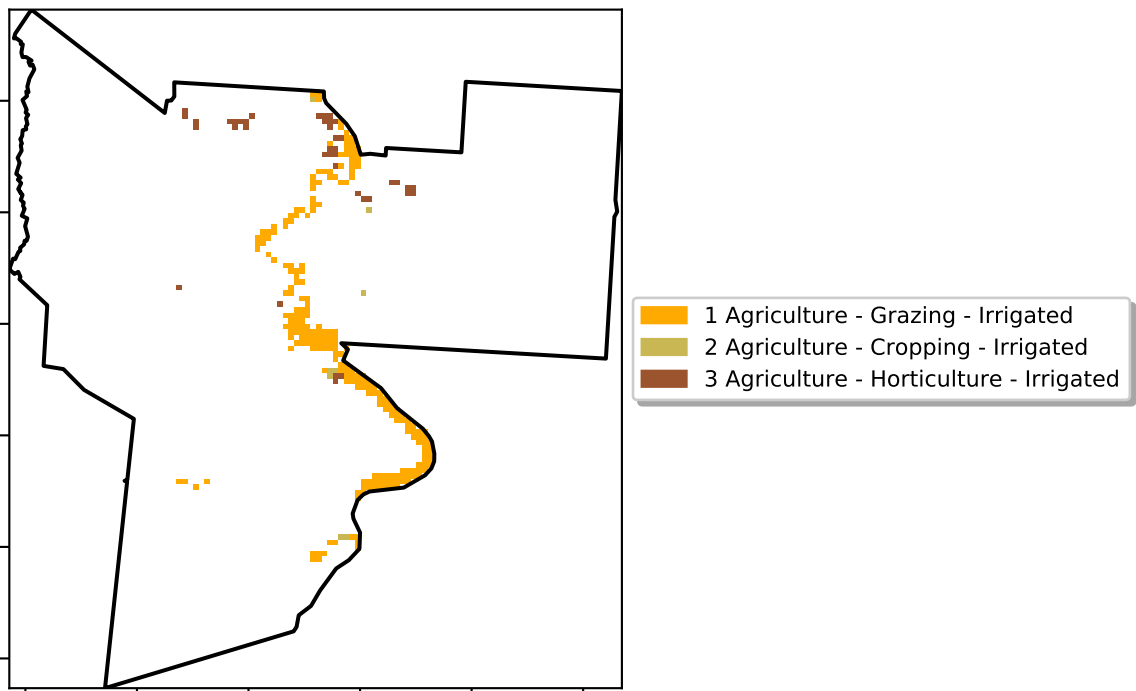 1 Agriculture - Grazing - Irrigated
2 Agriculture - Cropping - Irrigated
3 Agriculture - Horticulture - Irrigated